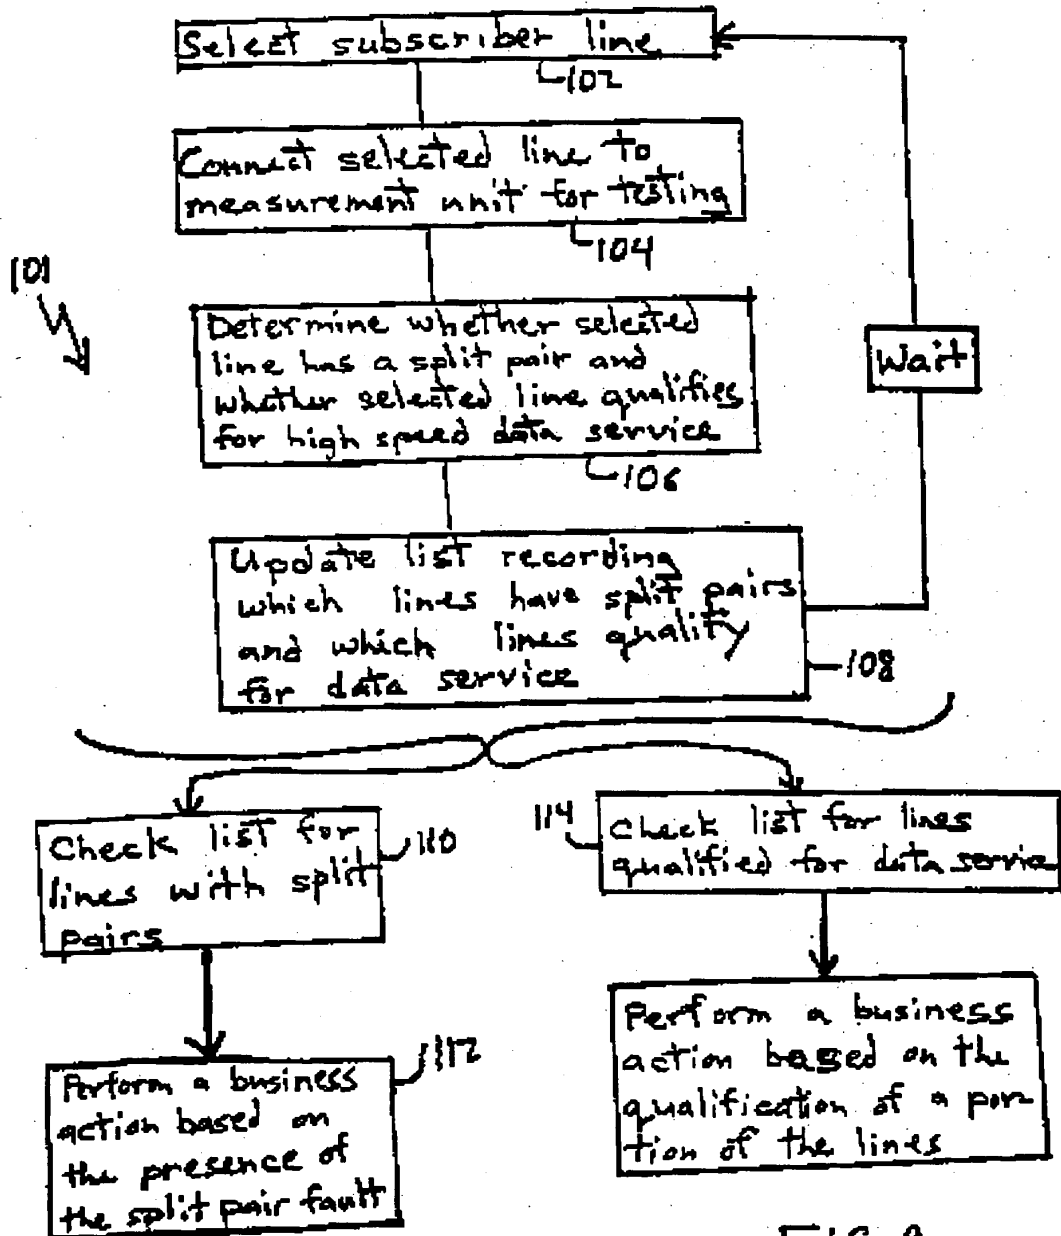 Select subscriber line
102
Connect selected line to
measurement unit for testing
104
101
Determine whether selected
line has a split pair and
whether selected line qualifies
for high speed data service
106
Wait
Update list recording
which lines have split pairs
and which lines qualify
for data service
108
Check list for
lines with split
pairs
110
114
Check list for lines
qualified for data service
Perform a business
action based on
the presence of
the split pair fault
112
Perform a business
action based on the
qualification of a por-
tion of the lines